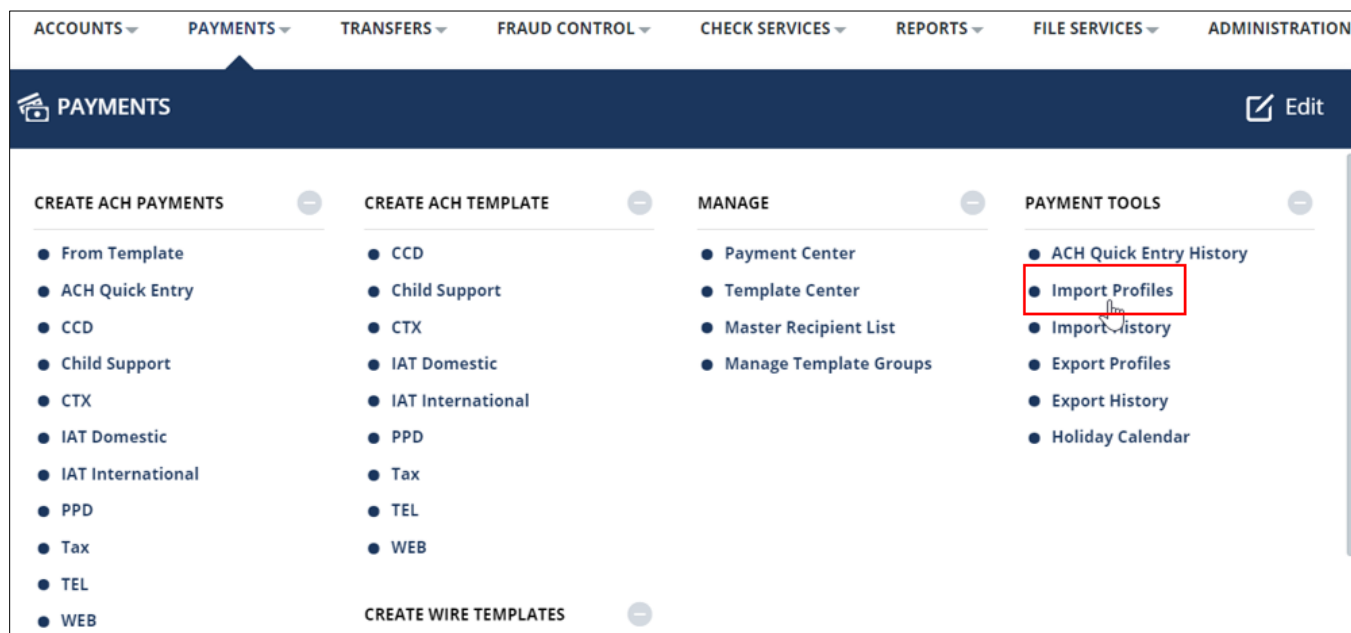 ACCOUNTS PAYMENTS TRANSFERS FRAUD CONTROL CHECK SERVICES REPORTS FILE SERVICES ADMINISTRATION
PAYMENTS
Edit
CREATE ACH PAYMENTS
From Template
ACH Quick Entry
CCD
Child Support
CTX
IAT Domestic
IAT International
PPD
Tax
TEL
WEB
CREATE ACH TEMPLATE
CCD
Child Support
CTX
IAT Domestic
IAT International
PPD
Tax
TEL
WEB
CREATE WIRE TEMPLATES
MANAGE
Payment Center
Template Center
Master Recipient List
Manage Template Groups
PAYMENT TOOLS
ACH Quick Entry History
Import Profiles
Import History
Export Profiles
Export History
Holiday Calendar